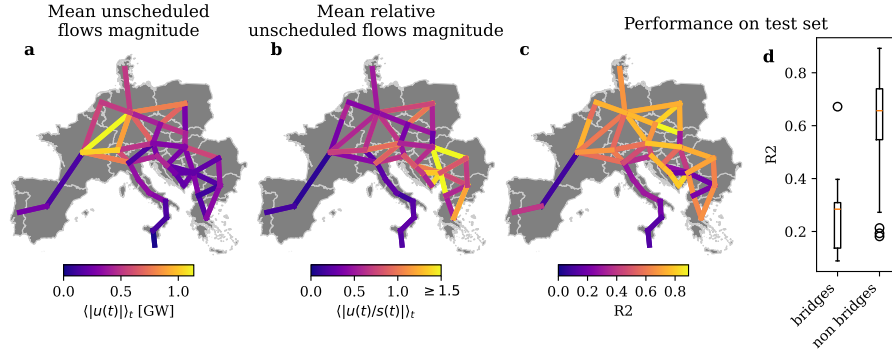 Mean unscheduled
flows magnitude
Mean relative
unscheduled flows magnitude
Performance on test set
a
b
c
d
0.0 0.5 1.0
⟨|u(t)|⟩t [GW]
0.0 0.5 1.0 ≥1.5
⟨|u(t)/s(t)|⟩t
0.0 0.2 0.4 0.6 0.8
R2
R2
0.8
0.6
0.4
0.2
bridges
non bridges